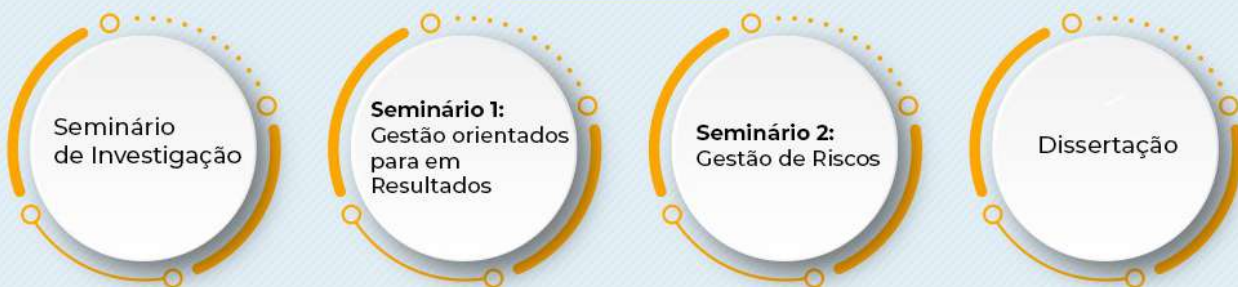 Seminário
de Investigação
Seminário 1:
Gestão orientados
para em
Resultados
Seminário 2:
Gestão de Riscos
Dissertação